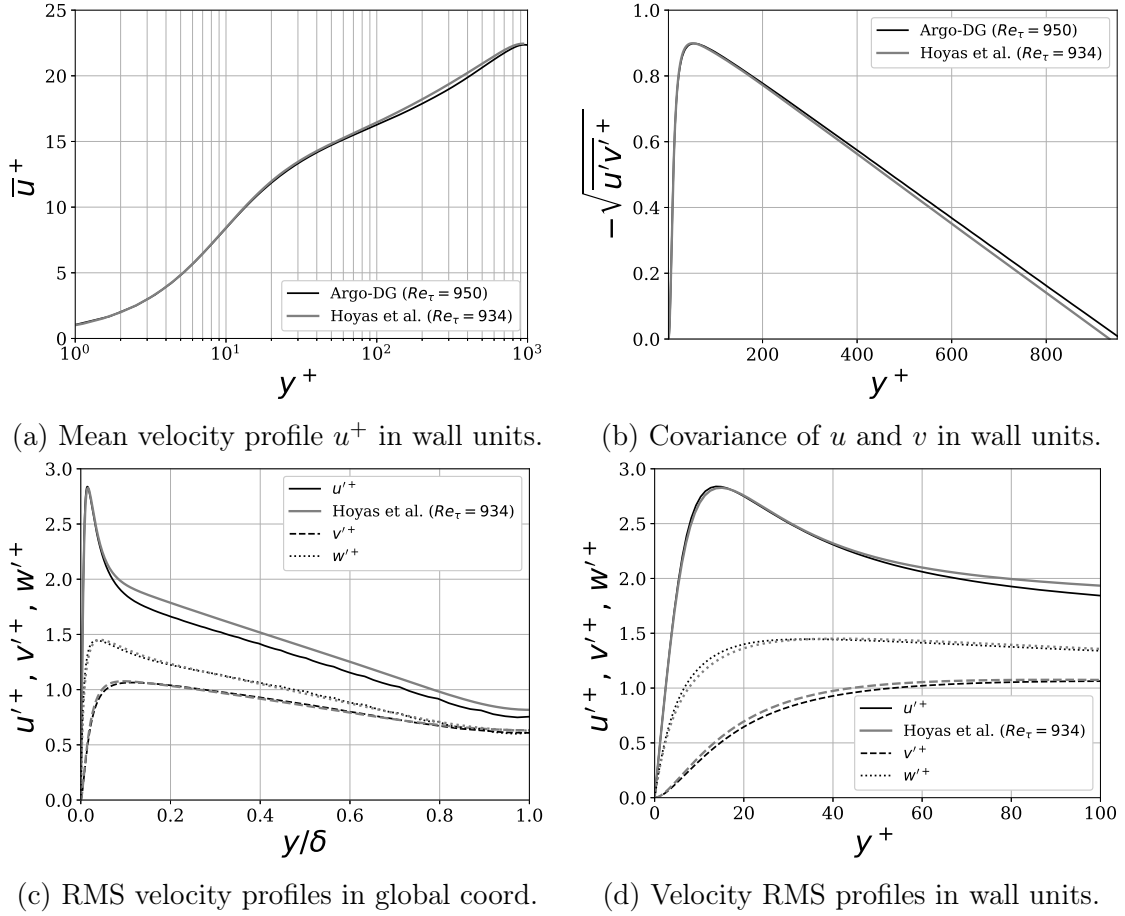 25
20
15
10
5
0
10⁰ 10¹ 10² 10³
u̅⁺
y⁺
Argo-DG (Re_τ = 950)
Hoyas et al. (Re_τ = 934)
1.0
0.8
0.6
0.4
0.2
0.0
200 400 600 800
−√u̅′v̅′⁺
y⁺
Argo-DG (Re_τ = 950)
Hoyas et al. (Re_τ = 934)
(a) Mean velocity profile u⁺ in wall units.
(b) Covariance of u and v in wall units.
3.0
2.5
2.0
1.5
1.0
0.5
0.0
0.0 0.2 0.4 0.6 0.8 1.0
u′⁺, v′⁺, w′⁺
y/δ
u′⁺
Hoyas et al. (Re_τ = 934)
v′⁺
w′⁺
3.0
2.5
2.0
1.5
1.0
0.5
0.0
0 20 40 60 80 100
u′⁺, v′⁺, w′⁺
y⁺
u′⁺
Hoyas et al. (Re_τ = 934)
v′⁺
w′⁺
(c) RMS velocity profiles in global coord.
(d) Velocity RMS profiles in wall units.